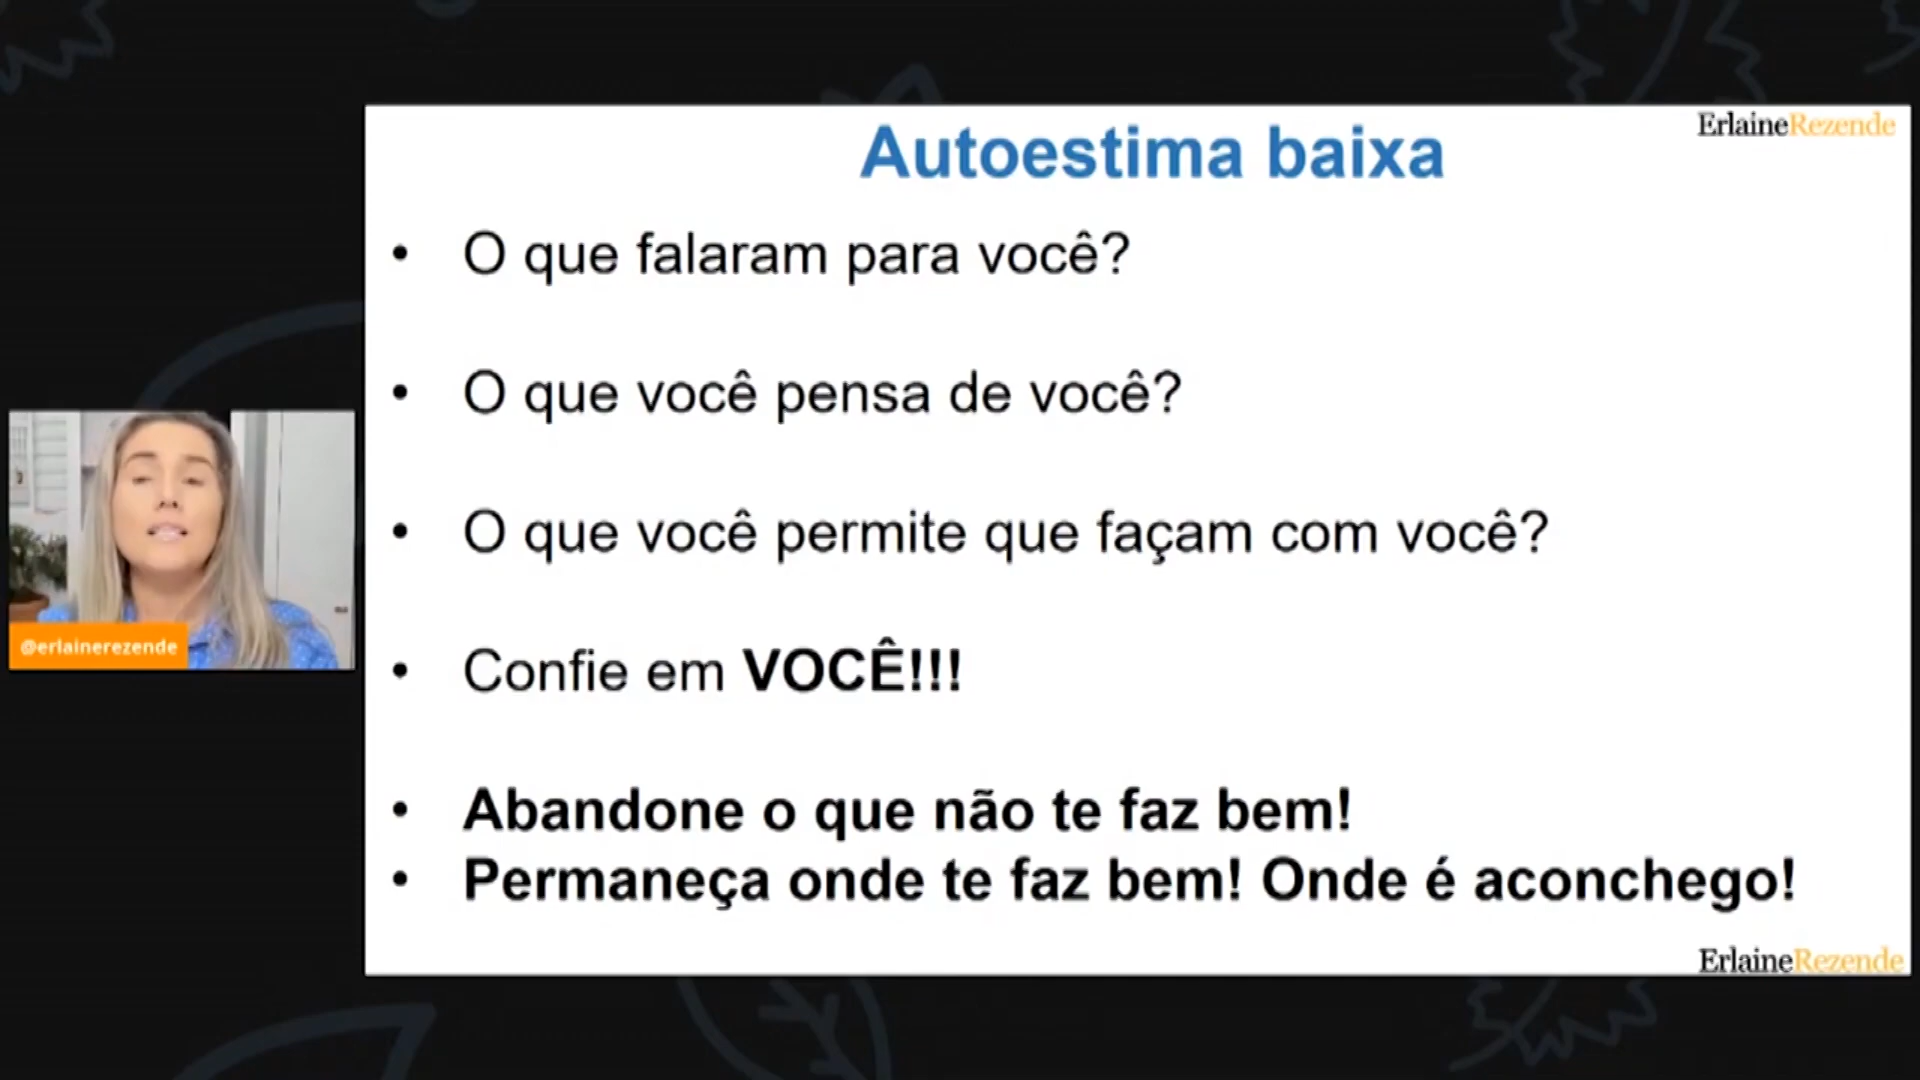 ErlaineRezende
Autoestima baixa
• O que falaram para você?
• O que você pensa de você?
• O que você permite que façam com você?
• Confie em VOCÊ!!!
• Abandone o que não te faz bem!
• Permaneça onde te faz bem! Onde é aconchego!
@erlainerezende
ErlaineRezende